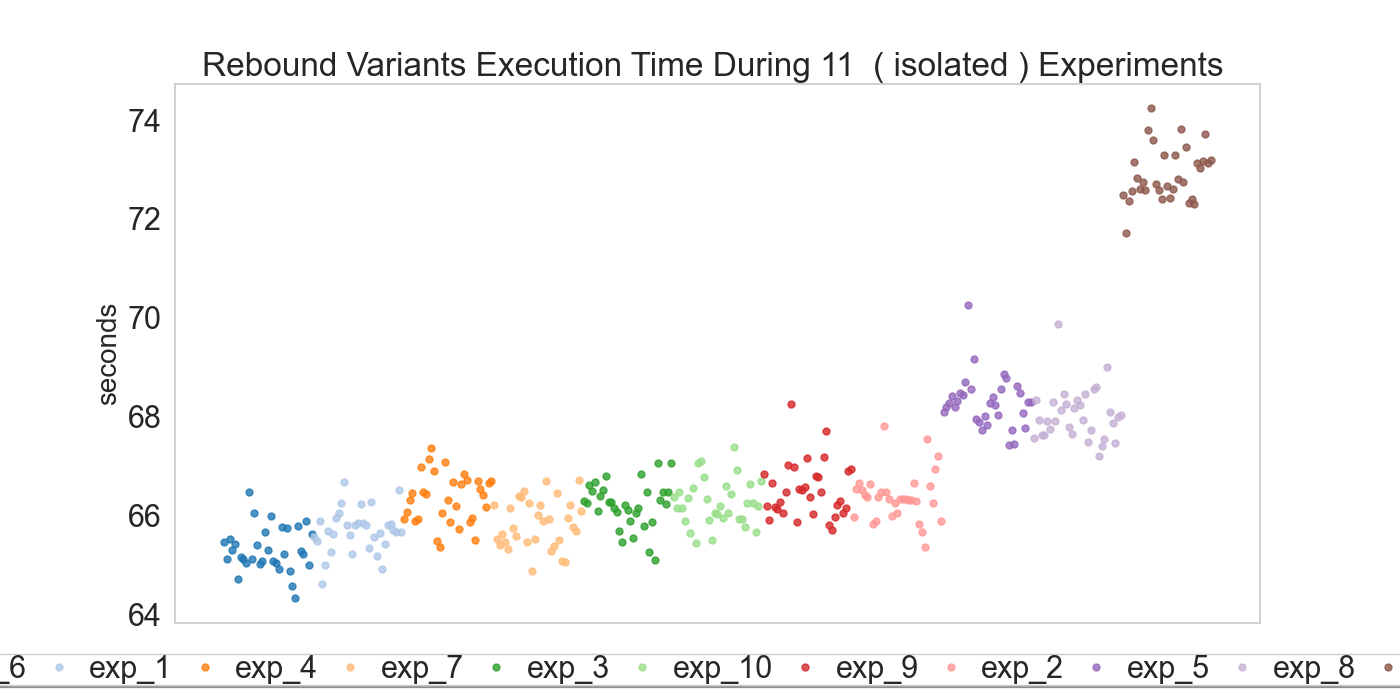 Rebound Variants Execution Time During 11 ( isolated ) Experiments
74
72
70
68
66
64
seconds
_6 exp_1 exp_4 exp_7 exp_3 exp_10 exp_9 exp_2 exp_5 exp_8